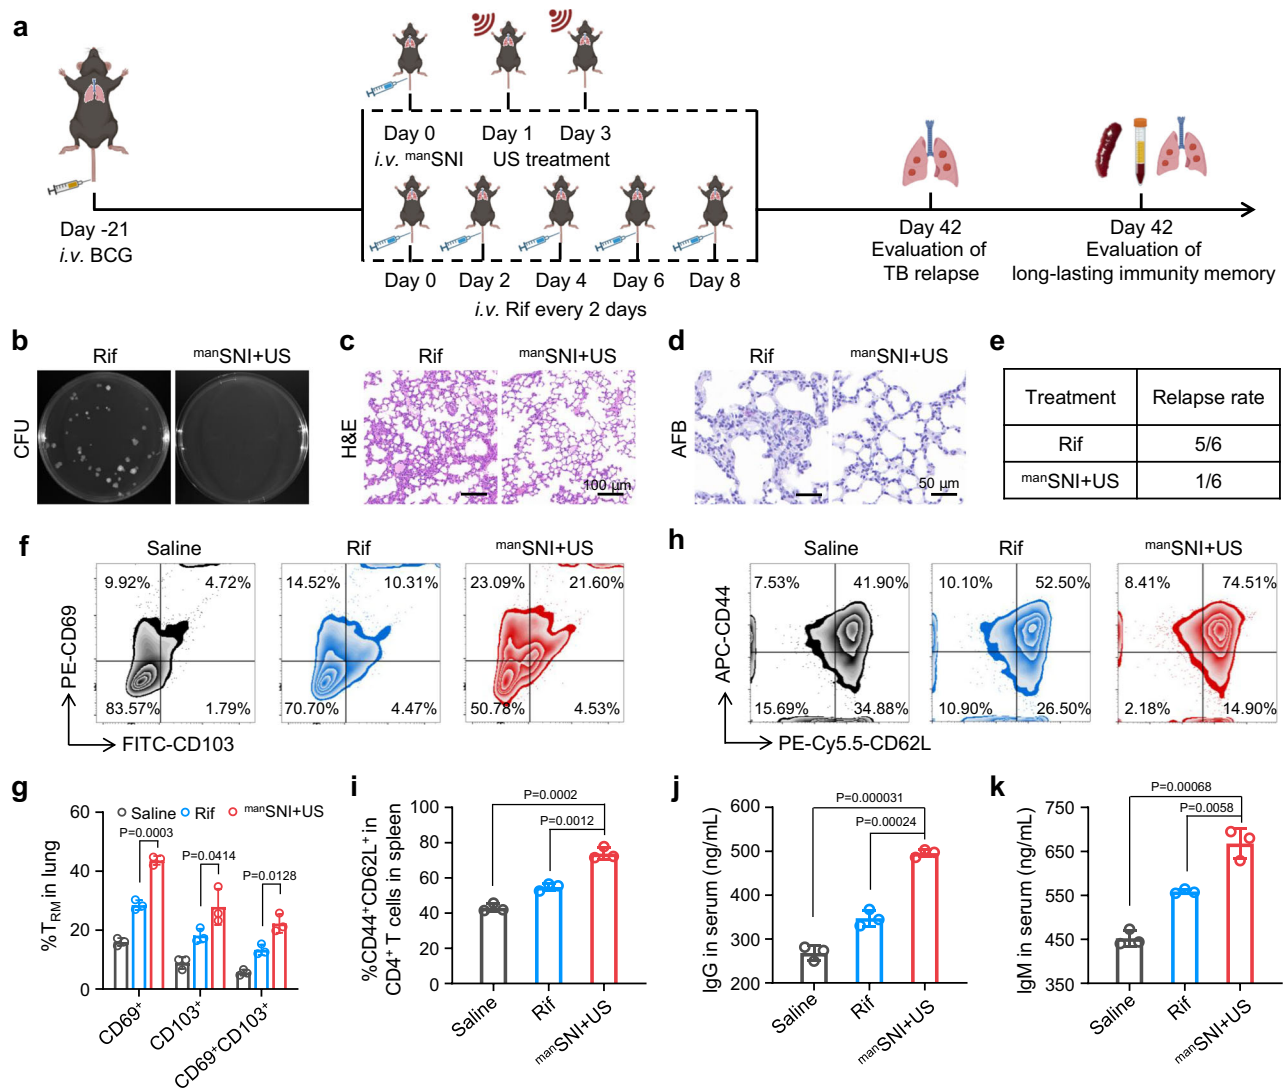 a
Day 0
Day 1
Day 3
i.v. manSNI
US treatment
Day -21
i.v. BCG
Day 0
Day 2
Day 4
Day 6
Day 8
i.v. Rif every 2 days
Day 42
Evaluation of
TB relapse
Day 42
Evaluation of
long-lasting immunity memory
b
Rif
manSNI+US
CFU
c
Rif
manSNI+US
H&E
100 μm
d
Rif
manSNI+US
AFB
50 μm
e
Treatment
Relapse rate
Rif
5/6
manSNI+US
1/6
f
Saline
Rif
manSNI+US
9.92%
4.72%
14.52%
10.31%
23.09%
21.60%
83.57%
1.79%
70.70%
4.47%
50.78%
4.53%
PE-CD69
FITC-CD103
h
Saline
Rif
manSNI+US
7.53%
41.90%
10.10%
52.50%
8.41%
74.51%
15.69%
34.88%
10.90%
26.50%
2.18%
14.90%
APC-CD44
PE-Cy5.5-CD62L
g
Saline
Rif
manSNI+US
P=0.0003
P=0.0414
P=0.0128
%TRM in lung
60
40
20
0
CD69+
CD103+
CD69+CD103+
i
%CD44+CD62L+ in
CD4+ T cells in spleen
100
80
60
40
20
0
P=0.0002
P=0.0012
Saline
Rif
manSNI+US
j
IgG in serum (ng/mL)
600
500
400
300
200
P=0.000031
P=0.00024
Saline
Rif
manSNI+US
k
IgM in serum (ng/mL)
750
650
550
450
350
P=0.00068
P=0.0058
Saline
Rif
manSNI+US